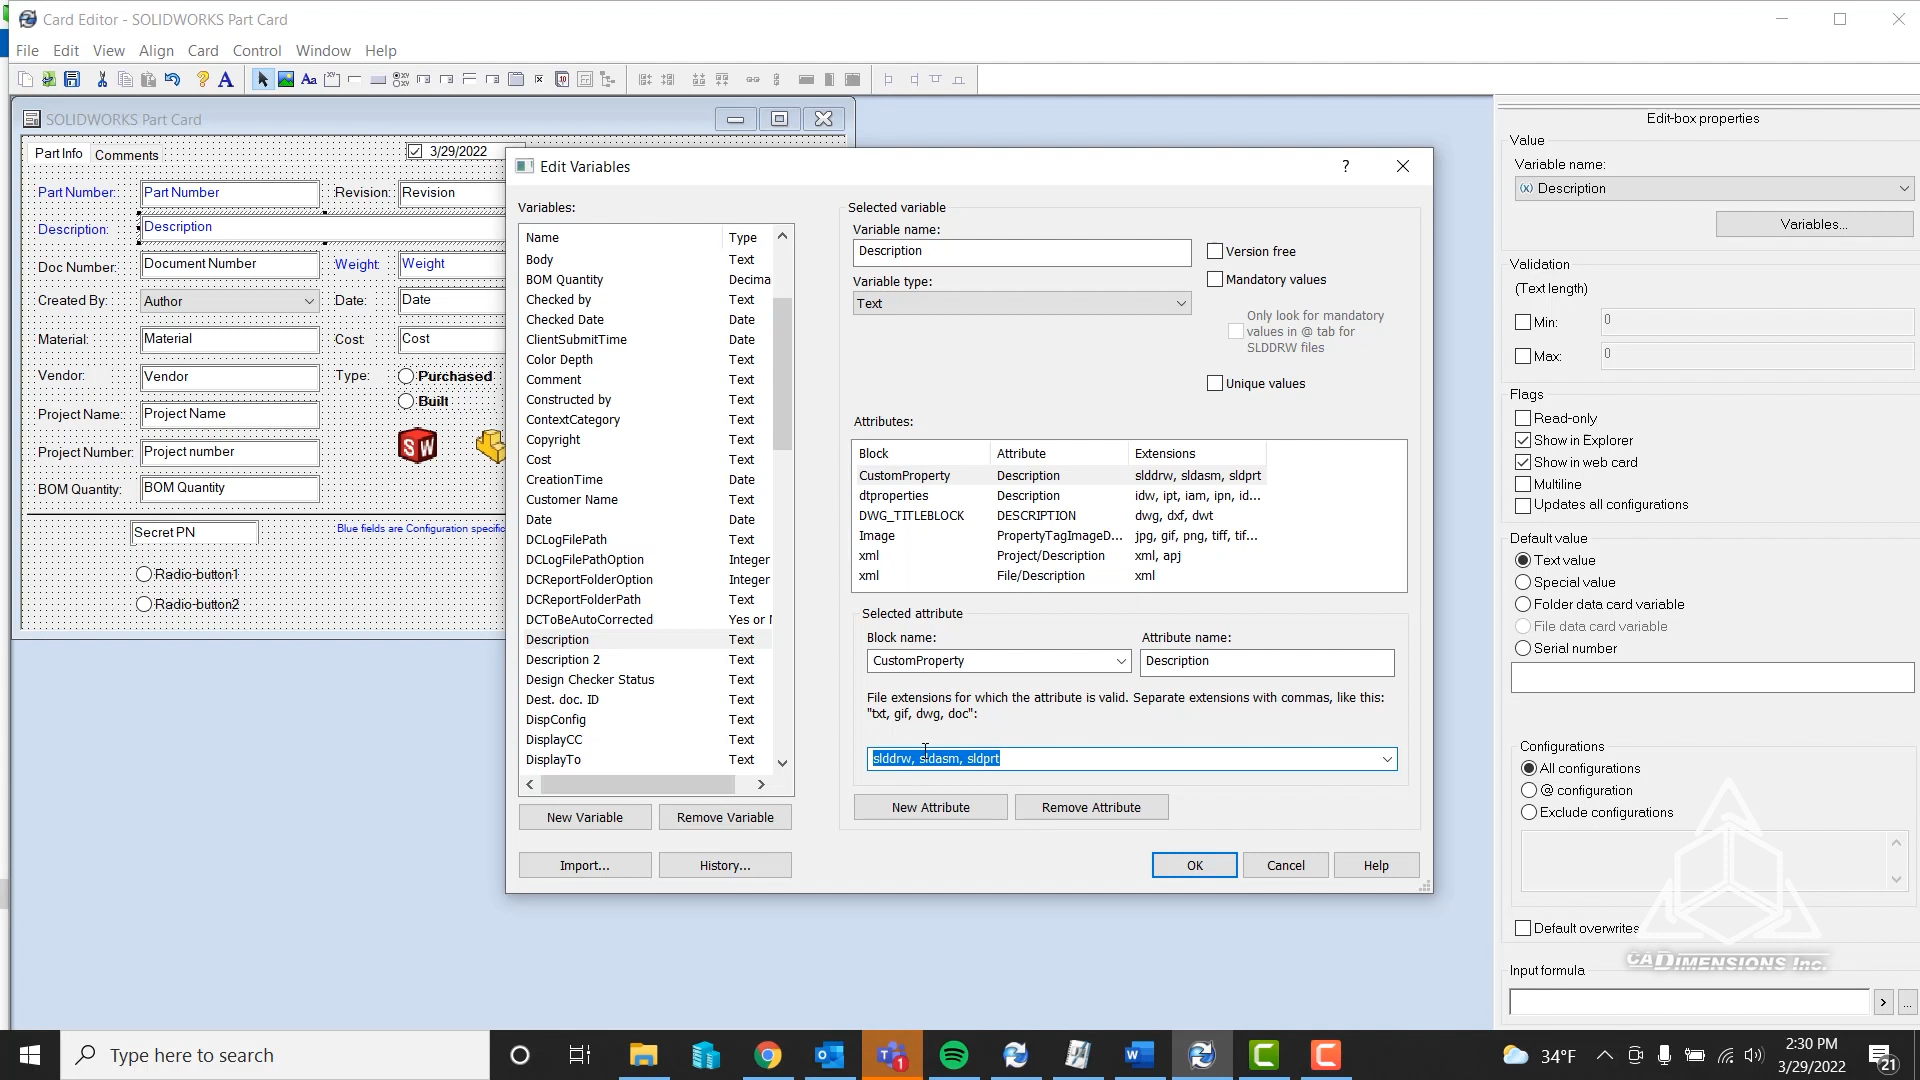 Card Editor - SOLIDWORKS Part Card
File Edit View Align Card Control Window Help
SOLIDWORKS Part Card
Part Info Comments
3/29/2022
Part Number: Part Number Revision: Revision
Description: Description
Doc Number: Document Number Weight: Weight
Created By: Author Date: Date
Material: Material Cost: Cost
Vendor: Vendor Type: Purchased
Built
Project Name: Project Name
Project Number: Project number
BOM Quantity: BOM Quantity
Secret PN
Blue fields are Configuration specific
Radio-button1
Radio-button2
Edit Variables
?
Variables:
Name Type
Body Text
BOM Quantity Decima
Checked by Text
Checked Date Date
ClientSubmitTime Date
Color Depth Text
Comment Text
Constructed by Text
ContextCategory Text
Copyright Text
Cost Text
CreationTime Date
Customer Name Text
Date Date
DCLogFilePath Text
DCLogFilePathOption Integer
DCReportFolderOption Integer
DCReportFolderPath Text
DCToBeAutoCorrected Yes or
Description Text
Description 2 Text
Design Checker Status Text
Dest. doc. ID Text
DispConfig Text
DisplayCC Text
DisplayTo Text
New Variable Remove Variable
Import... History...
Selected variable
Variable name:
Description
Variable type:
Text
Version free
Mandatory values
Only look for mandatory
values in @ tab for
SLDDRW files
Unique values
Attributes:
Block Attribute Extensions
CustomProperty Description slddrw, sldasm, sldprt
dtproperties Description idw, ipt, iam, ipn, id...
DWG_TITLEBLOCK DESCRIPTION dwg, dxf, dwt
Image PropertyTagImageD... jpg, gif, png, tiff, tif...
xml Project/Description xml, apj
xml File/Description xml
Selected attribute
Block name: Attribute name:
CustomProperty Description
File extensions for which the attribute is valid. Separate extensions with commas, like this:
"txt, gif, dwg, doc":
slddrw, sldasm, sldprt
New Attribute Remove Attribute
OK Cancel Help
Edit-box properties
Value
Variable name:
(x) Description
Variables...
Validation
(Text length)
Min: 0
Max: 0
Flags
Read-only
Show in Explorer
Show in web card
Multiline
Updates all configurations
Default value
Text value
Special value
Folder data card variable
File data card variable
Serial number
Configurations
All configurations
@ configuration
Exclude configurations
Default overwrites
CADIMENSIONS Inc.
Input formula
> ...
Type here to search
1
34°F
2:30 PM
3/29/2022
21